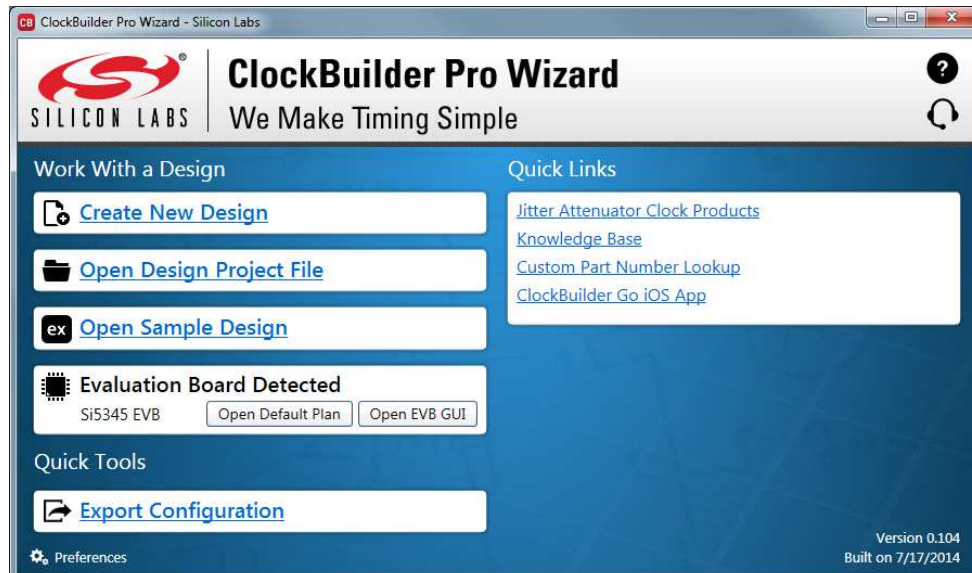 CB ClockBuilder Pro Wizard - Silicon Labs
SILICON LABS
®
ClockBuilder Pro Wizard
We Make Timing Simple
?
Work With a Design
Create New Design
Open Design Project File
ex Open Sample Design
Evaluation Board Detected
Si5345 EVB Open Default Plan Open EVB GUI
Quick Tools
Export Configuration
Preferences
Quick Links
Jitter Attenuator Clock Products
Knowledge Base
Custom Part Number Lookup
ClockBuilder Go iOS App
Version 0.104
Built on 7/17/2014